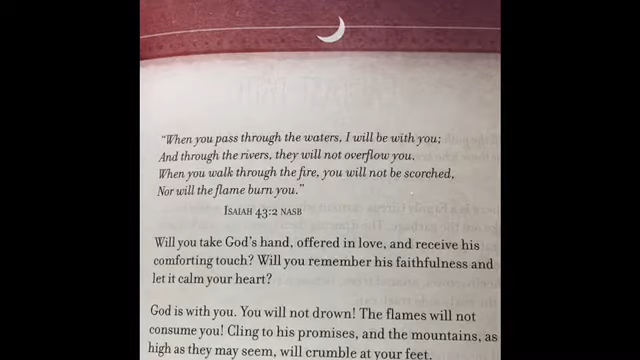 “When you pass through the waters, I will be with you;
And through the rivers, they will not overflow you.
When you walk through the fire, you will not be scorched,
Nor will the flame burn you.”
Isaiah 43:2 NASB
Will you take God’s hand, offered in love, and receive his
comforting touch? Will you remember his faithfulness and
let it calm your heart?
God is with you. You will not drown! The flames will not
consume you! Cling to his promises, and the mountains, as
high as they may seem, will crumble at your feet.